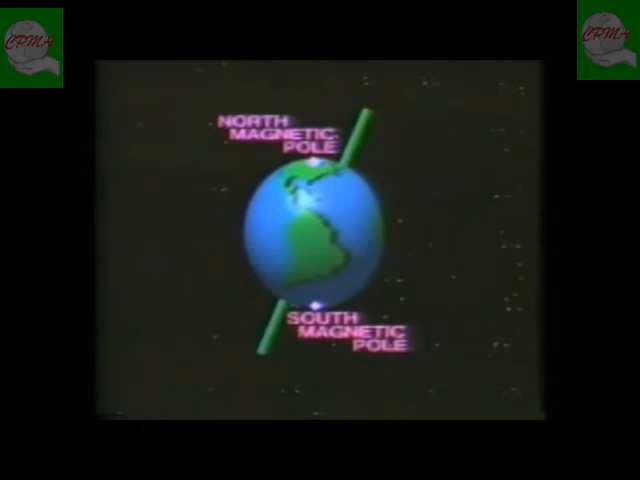 CPMH
CPMH
NORTH
MAGNETIC
POLE
SOUTH
MAGNETIC
POLE